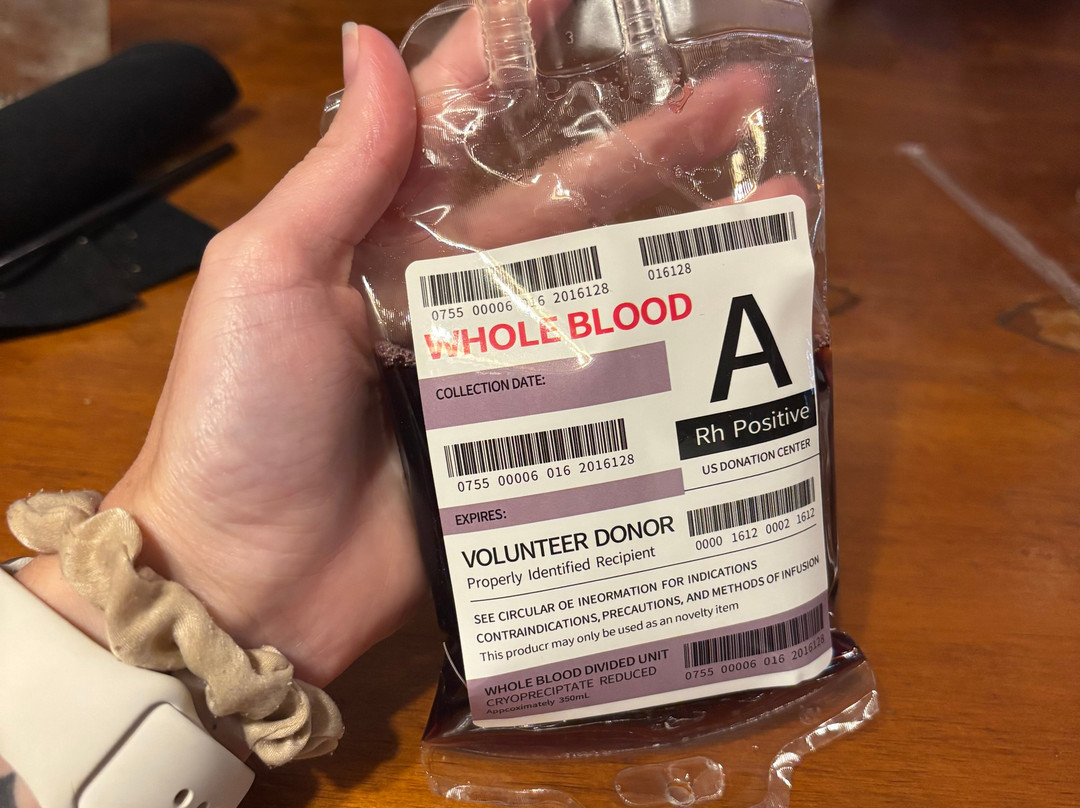 3
0755 00006 016 2016128
016128
WHOLE BLOOD
A
Rh Positive
COLLECTION DATE:
0755 00006 016 2016128
US DONATION CENTER
EXPIRES:
VOLUNTEER DONOR
Properly Identified Recipient
0000 1612 0002 1612
SEE CIRCULAR OE INEORMATION FOR INDICATIONS
CONTRAINDICATIONS, PRECAUTIONS, AND METHODS OF INFUSION
This producr may only be used as an novelty item
WHOLE BLOOD DIVIDED UNIT
CRYOPRECIPTATE REDUCED
Appcoximately 350mL
0755 00006 016 2016128